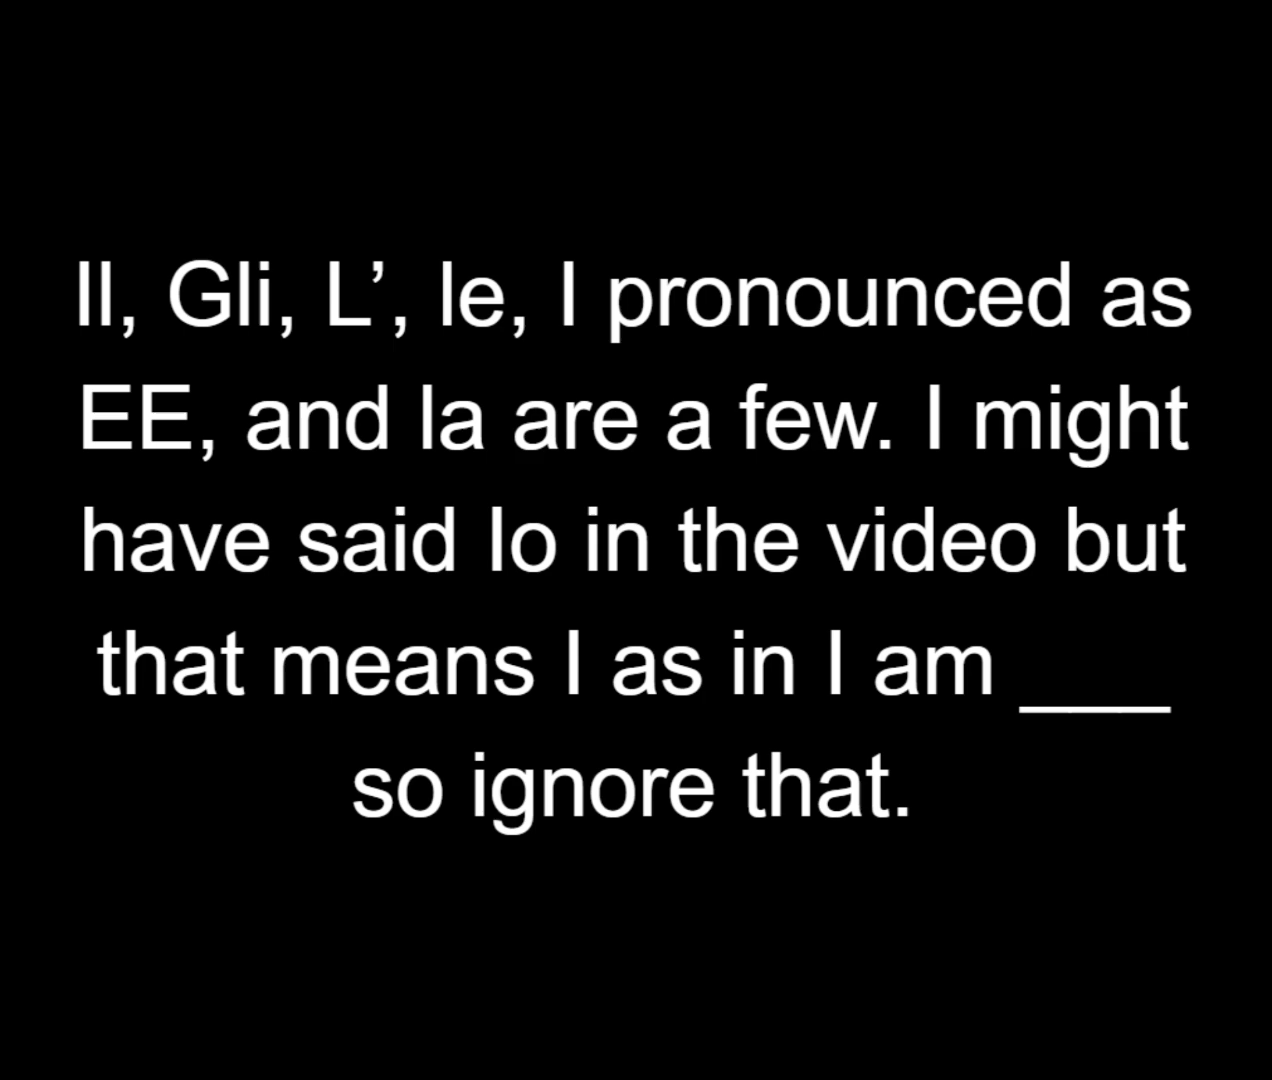 Il, Gli, L’, le, I pronounced as
EE, and la are a few. I might
have said Io in the video but
that means I as in I am ___
so ignore that.